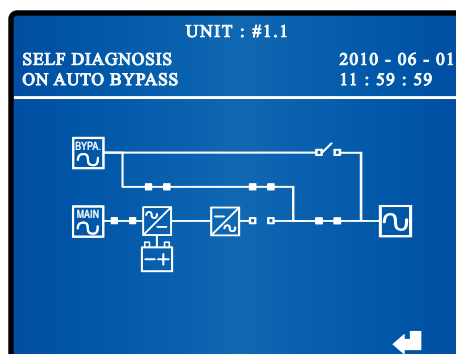 UNIT : #1.1
SELF DIAGNOSIS
2010 - 06 - 01
ON AUTO BYPASS
11 : 59 : 59
BYPA.
MAIN